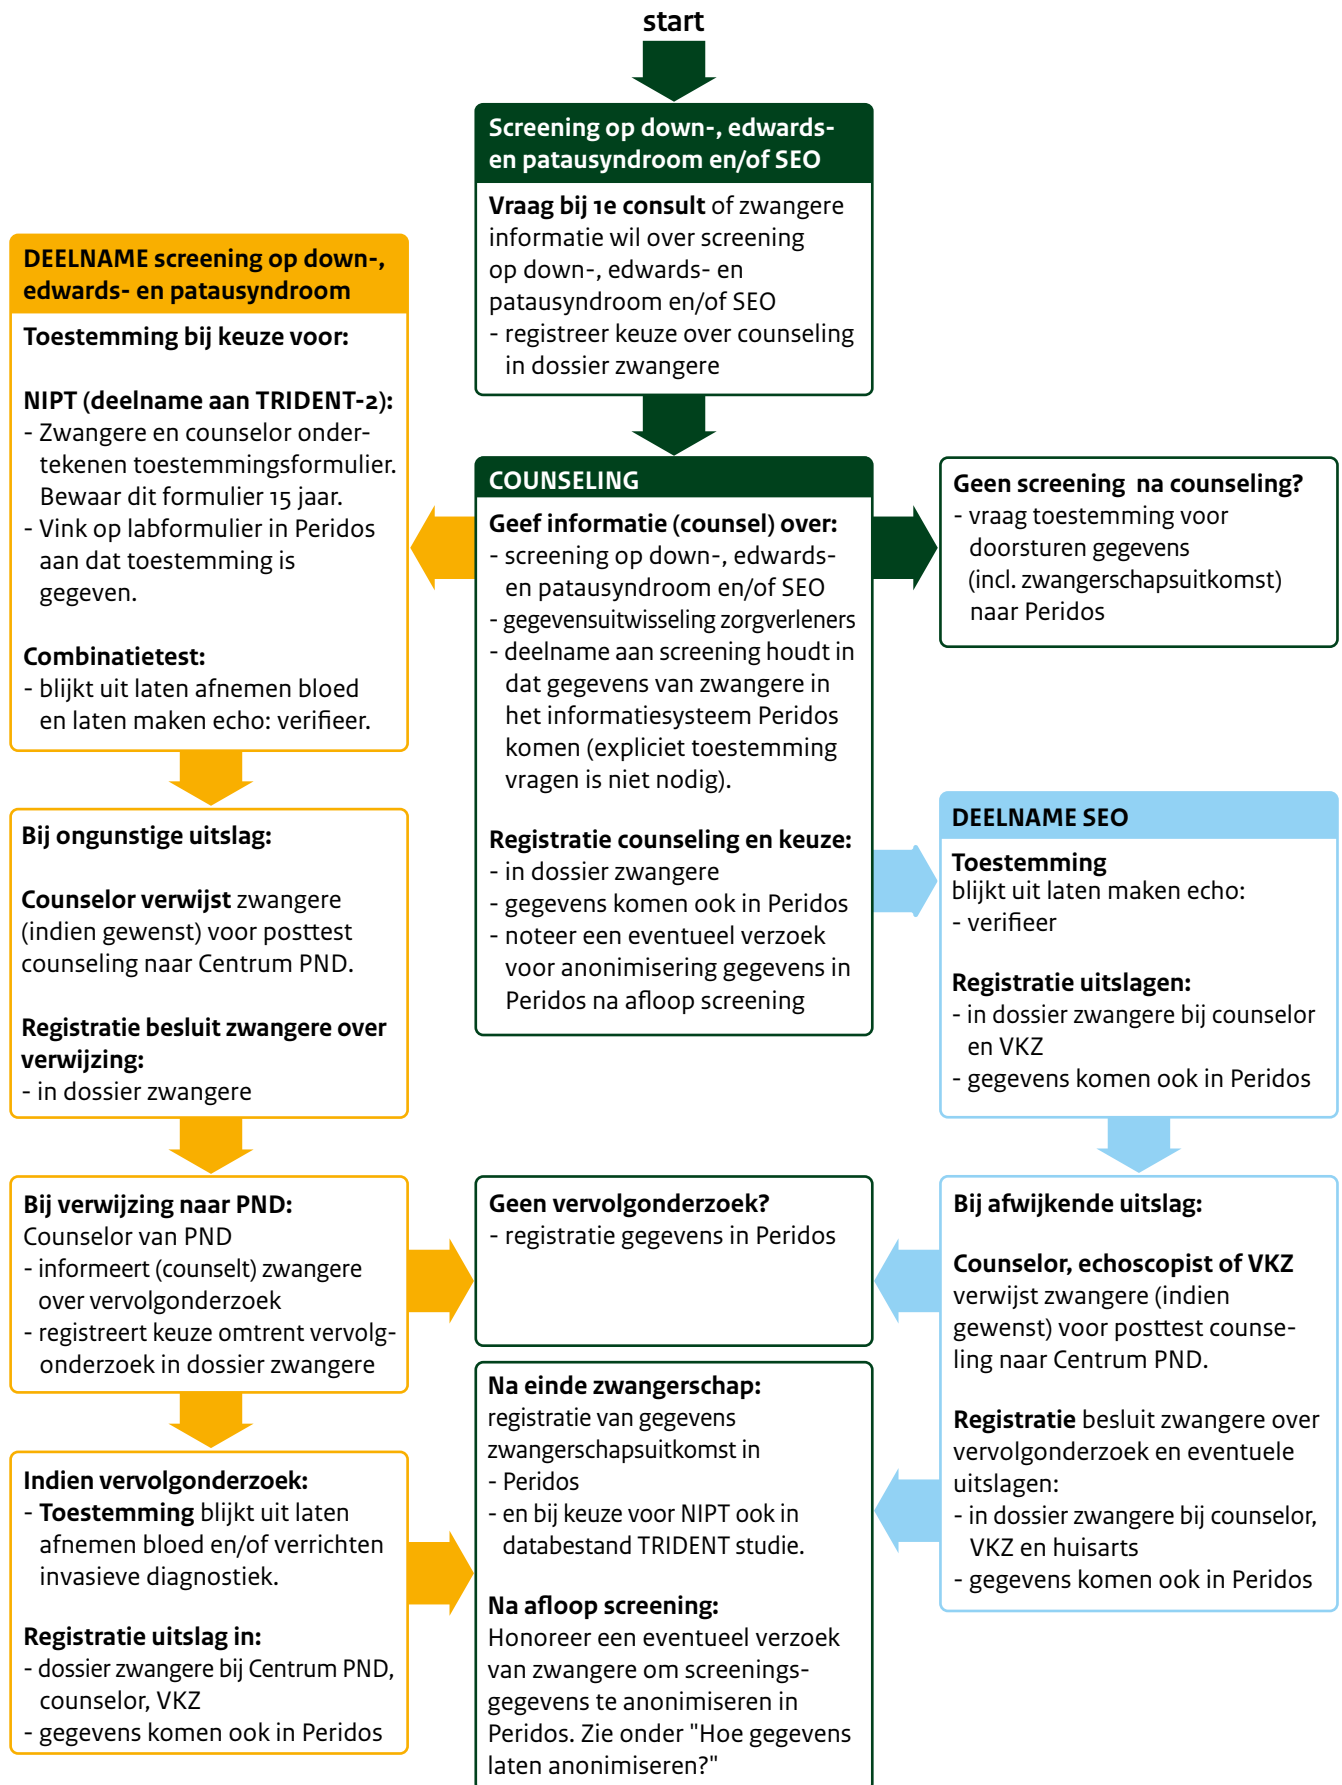 start
Screening op down-, edwards-
en patausyndroom en/of SEO
Vraag bij 1e consult of zwangere
informatie wil over screening
op down-, edwards- en
patausyndroom en/of SEO
- registreer keuze over counseling
in dossier zwangere
DEELNAME screening op down-,
edwards- en patausyndroom
Toestemming bij keuze voor:
NIPT (deelname aan TRIDENT-2):
- Zwangere en counselor onder-
tekenen toestemmingsformulier.
Bewaar dit formulier 15 jaar.
- Vink op labformulier in Peridos
aan dat toestemming is
gegeven.
Combinatietest:
- blijkt uit laten afnemen bloed
en laten maken echo: verifieer.
COUNSELING
Geef informatie (counsel) over:
- screening op down-, edwards-
en patausyndroom en/of SEO
- gegevensuitwisseling zorgverleners
- deelname aan screening houdt in
dat gegevens van zwangere in
het informatiesysteem Peridos
komen (expliciet toestemming
vragen is niet nodig).
Registratie counseling en keuze:
- in dossier zwangere
- gegevens komen ook in Peridos
- noteer een eventueel verzoek
voor anonimisering gegevens in
Peridos na afloop screening
Geen screening na counseling?
- vraag toestemming voor
doorsturen gegevens
(incl. zwangerschapsuitkomst)
naar Peridos
DEELNAME SEO
Toestemming
blijkt uit laten maken echo:
- verifieer
Registratie uitslagen:
- in dossier zwangere bij counselor
en VKZ
- gegevens komen ook in Peridos
Bij ongunstige uitslag:
Counselor verwijst zwangere
(indien gewenst) voor posttest
counseling naar Centrum PND.
Registratie besluit zwangere over
verwijzing:
- in dossier zwangere
Bij verwijzing naar PND:
Counselor van PND
- informeert (counselt) zwangere
over vervolgonderzoek
- registreert keuze omtrent vervolg-
onderzoek in dossier zwangere
Geen vervolgonderzoek?
- registratie gegevens in Peridos
Bij afwijkende uitslag:
Counselor, echoscopist of VKZ
verwijst zwangere (indien
gewenst) voor posttest counse-
ling naar Centrum PND.
Registratie besluit zwangere over
vervolgonderzoek en eventuele
uitslagen:
- in dossier zwangere bij counselor,
VKZ en huisarts
- gegevens komen ook in Peridos
Indien vervolgonderzoek:
- Toestemming blijkt uit laten
afnemen bloed en/of verrichten
invasieve diagnostiek.
Registratie uitslag in:
- dossier zwangere bij Centrum PND,
counselor, VKZ
- gegevens komen ook in Peridos
Na einde zwangerschap:
registratie van gegevens
zwangerschapsuitkomst in
- Peridos
- en bij keuze voor NIPT ook in
databestand TRIDENT studie.
Na afloop screening:
Honoreer een eventueel verzoek
van zwangere om screenings-
gegevens te anonimiseren in
Peridos. Zie onder "Hoe gegevens
laten anonimiseren?"